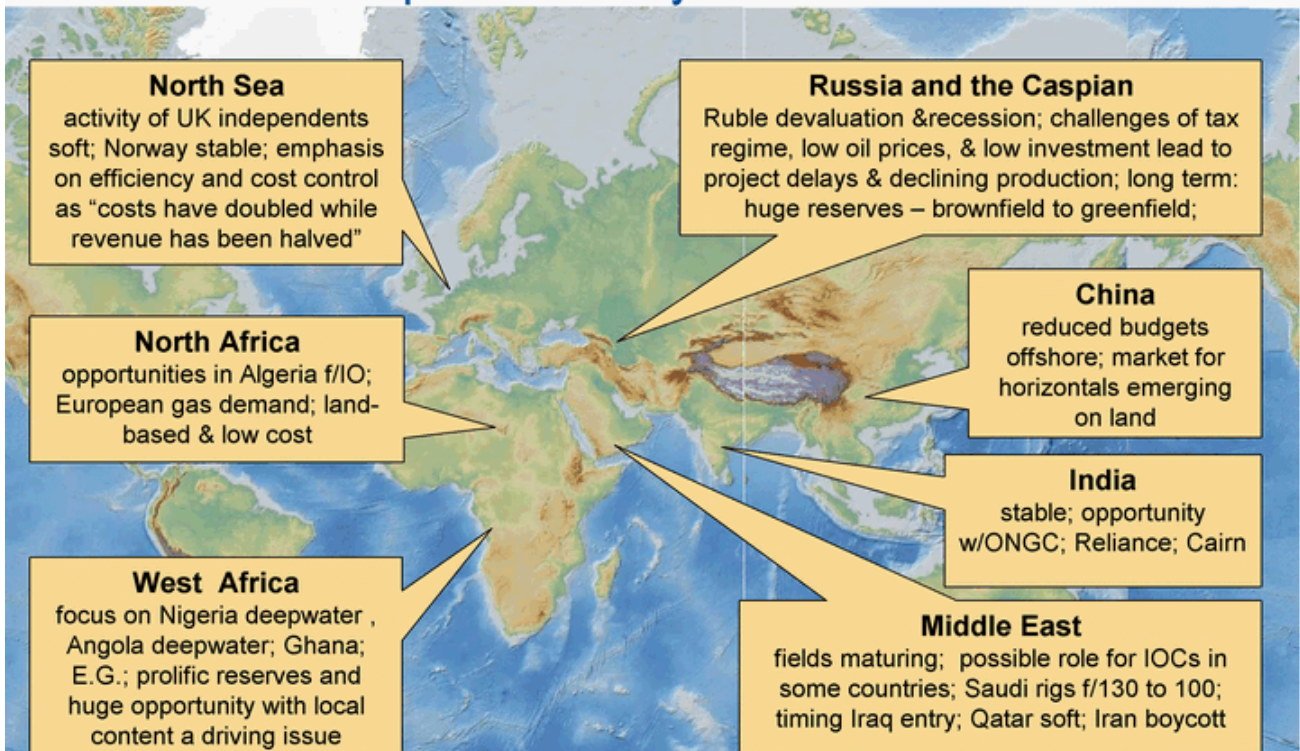 North Sea
activity of UK independents
soft; Norway stable; emphasis
on efficiency and cost control
as “costs have doubled while
revenue has been halved”
Russia and the Caspian
Ruble devaluation &recession; challenges of tax
regime, low oil prices, & low investment lead to
project delays & declining production; long term:
huge reserves – brownfield to greenfield;
North Africa
opportunities in Algeria f/IO;
European gas demand; land-
based & low cost
China
reduced budgets
offshore; market for
horizontals emerging
on land
India
stable; opportunity
w/ONGC; Reliance; Cairn
West Africa
focus on Nigeria deepwater ,
Angola deepwater; Ghana;
E.G.; prolific reserves and
huge opportunity with local
content a driving issue
Middle East
fields maturing; possible role for IOCs in
some countries; Saudi rigs f/130 to 100;
timing Iraq entry; Qatar soft; Iran boycott